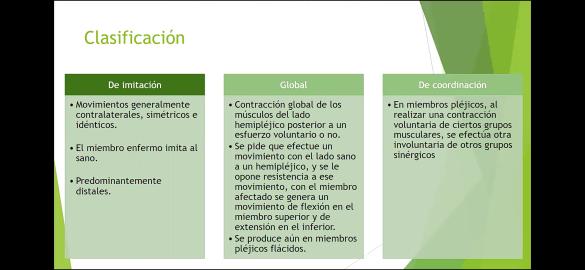 Clasificación
De imitación
• Movimientos generalmente
contralaterales, simétricos e
idénticos.
• El miembro enfermo imita al
sano.
• Predominantemente
distales.
Global
• Contracción global de los
músculos del lado
hemipléjico posterior a un
esfuerzo voluntario o no.
• Se pide que efectue un
movimiento con el lado sano
a un hemipléjico, y se le
opone resistencia a ese
movimiento, con el miembro
afectado se genera un
movimiento de flexión en el
miembro superior y de
extensión en el inferior.
• Se produce aún en miembros
pléjicos flácidos.
De coordinación
• En miembros pléjicos, al
realizar una contracción
voluntaria de ciertos grupos
musculares, se efectúa otra
involuntaria de otros grupos
sinérgicos